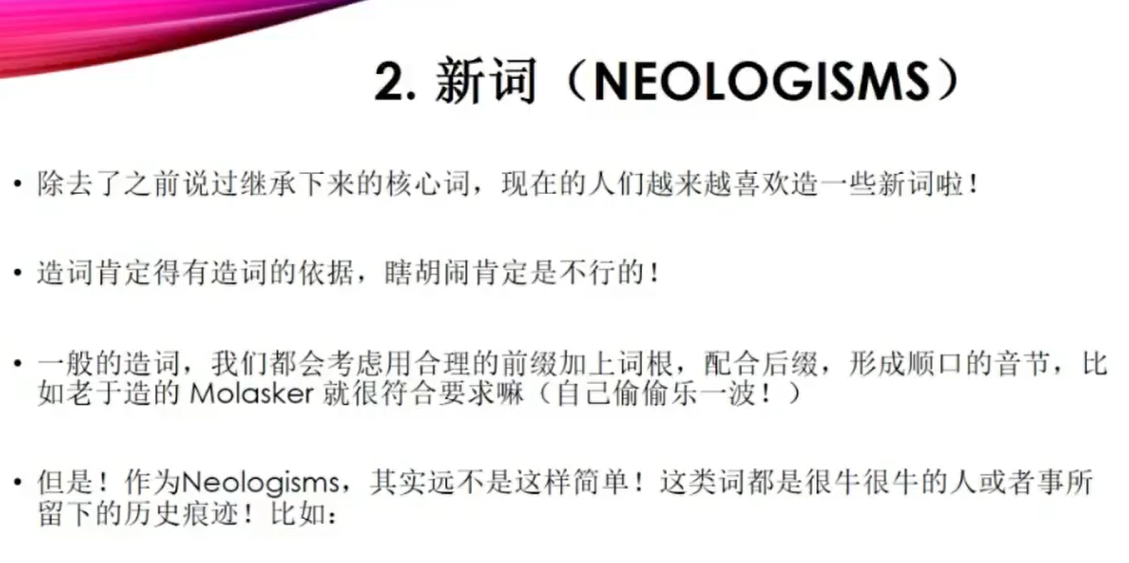 2. 新词（NEOLOGISMS）
• 除去了之前说过继承下来的核心词，现在的人们越来越喜欢造一些新词啦！
• 造词肯定得有造词的依据，瞎胡闹肯定是不行的！
• 一般的造词，我们都会考虑用合理的前缀加上词根，配合后缀，形成顺口的音节，比
如老于造的 Molasker 就很符合要求嘛（自己偷偷乐一波！）
• 但是！作为Neologisms，其实远不是这样简单！这类词都是很牛很牛的人或者事所
留下的历史痕迹！比如：